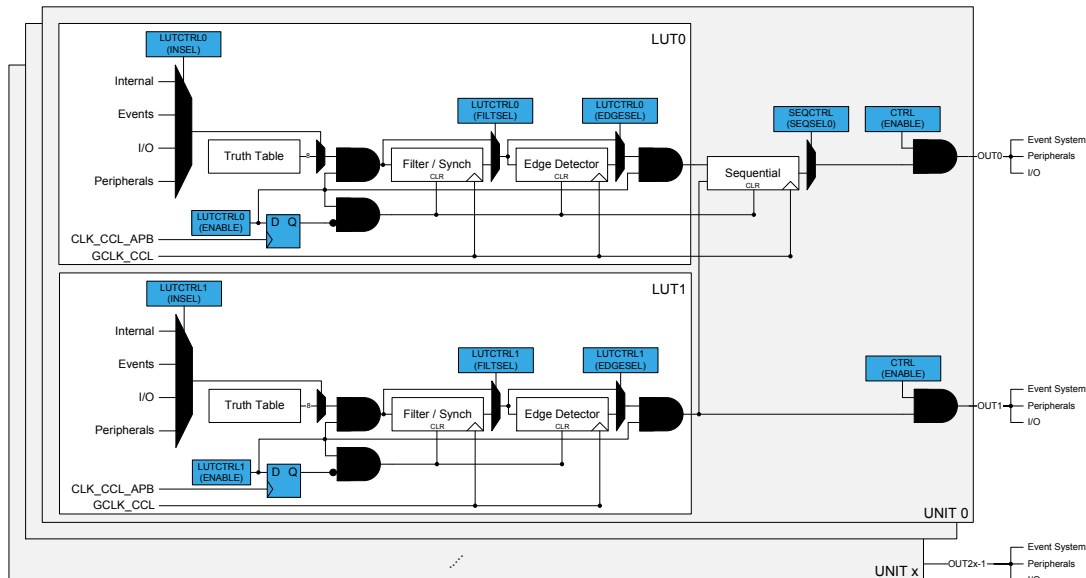 LUTCTRL0
(INSEL)
LUT0
Internal
Events
I/O
Peripherals
Truth Table
8
LUTCTRL0
(FILTSEL)
LUTCTRL0
(EDGESEL)
Filter / Synch
CLR
Edge Detector
CLR
SEQCTRL
(SEQSEL0)
Sequential
CLR
CTRL
(ENABLE)
OUT0
Event System
Peripherals
I/O
LUTCTRL0
(ENABLE)
D Q
CLK_CCL_APB
GCLK_CCL
LUTCTRL1
(INSEL)
LUT1
Internal
Events
I/O
Peripherals
Truth Table
8
LUTCTRL1
(FILTSEL)
LUTCTRL1
(EDGESEL)
Filter / Synch
CLR
Edge Detector
CLR
CTRL
(ENABLE)
OUT1
Event System
Peripherals
I/O
LUTCTRL1
(ENABLE)
D Q
CLK_CCL_APB
GCLK_CCL
UNIT 0
UNIT x
OUT2x-1
Event System
Peripherals
I/O